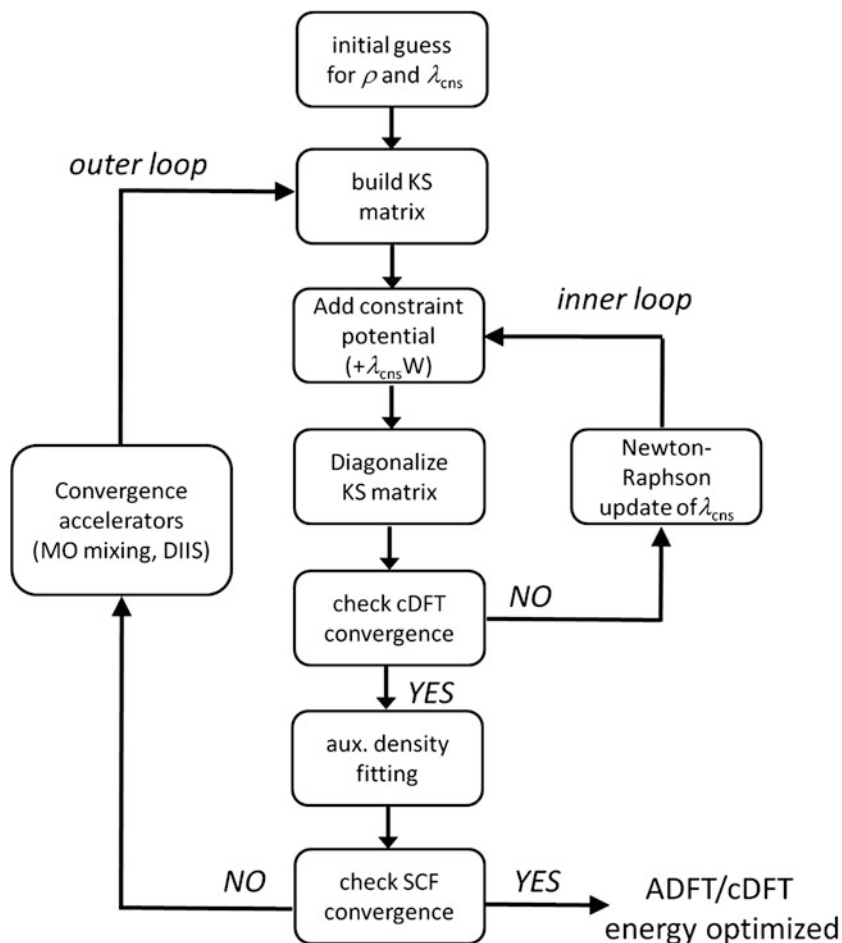 initial guess
for ρ and λcns
outer loop
build KS
matrix
Add constraint
potential
(+λcnsW)
inner loop
Diagonalize
KS matrix
Newton-
Raphson
update of λcns
Convergence
accelerators
(MO mixing, DIIS)
check cDFT
convergence
NO
YES
aux. density
fitting
NO
check SCF
convergence
YES
ADFT/cDFT
energy optimized